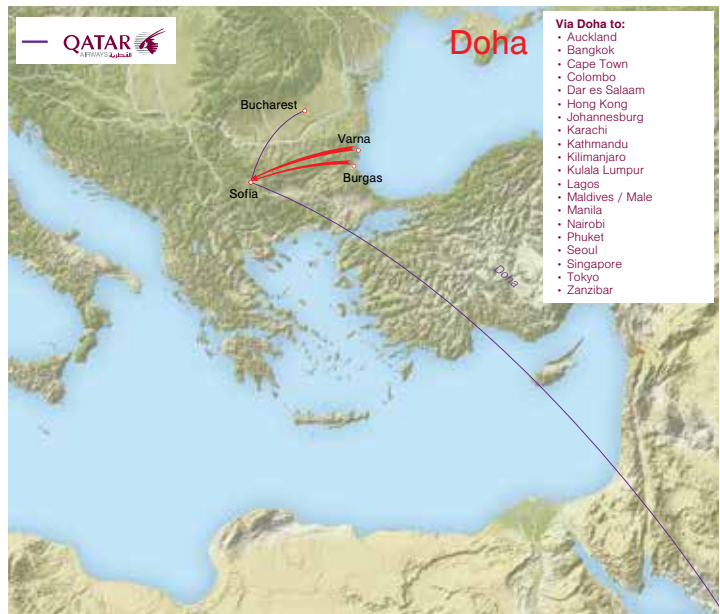 QATAR
AIRWAYS القطرية
Doha
Via Doha to:
• Auckland
• Bangkok
• Cape Town
• Colombo
• Dar es Salaam
• Hong Kong
• Johannesburg
• Karachi
• Kathmandu
• Kilimanjaro
• Kulala Lumpur
• Lagos
• Maldives / Male
• Manila
• Nairobi
• Phuket
• Seoul
• Singapore
• Tokyo
• Zanzibar
Bucharest
Varna
Burgas
Sofia
Doha